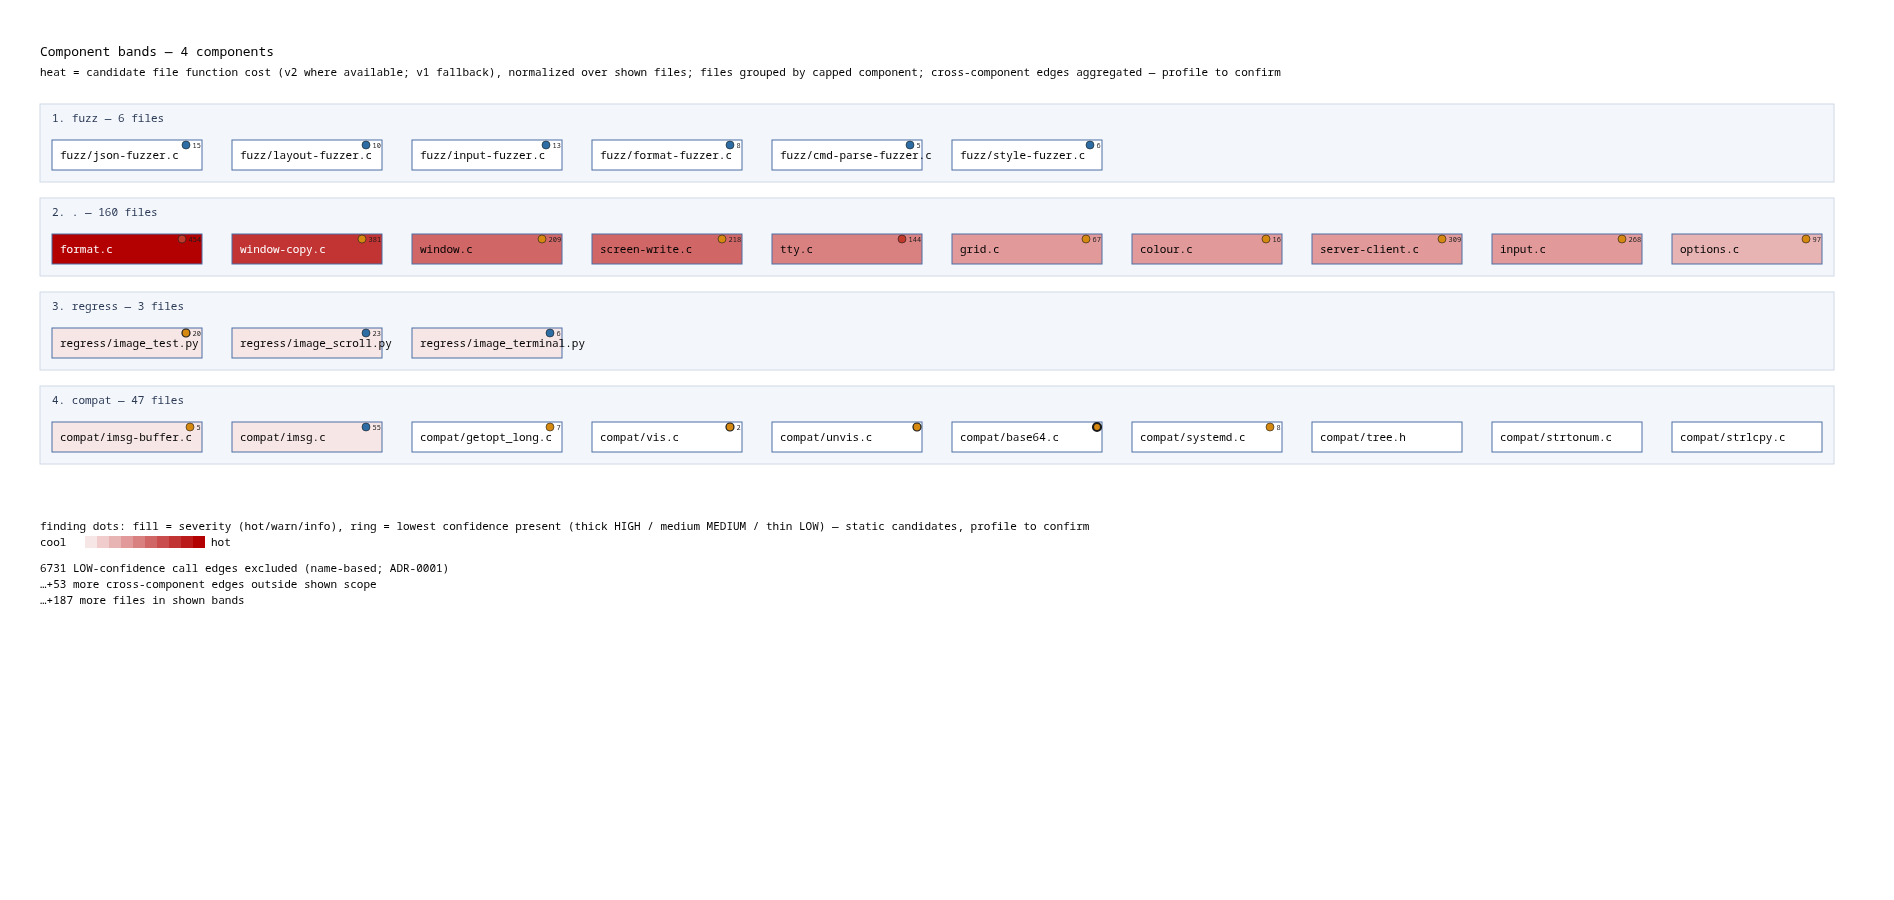 Component bands — 4 components
heat = candidate file function cost (v2 where available; v1 fallback), normalized over shown files; files grouped by capped component; cross-component edges aggregated — profile to confirm
1. fuzz — 6 files
fuzz/json-fuzzer.c 15 fuzz/layout-fuzzer.c 10 fuzz/input-fuzzer.c 13 fuzz/format-fuzzer.c 8 fuzz/cmd-parse-fuzzer.c 5 fuzz/style-fuzzer.c 6
2. . — 160 files
format.c window-copy.c 381 window.c 209 screen-write.c 218 tty.c 144 grid.c 67 colour.c 16 server-client.c 309 input.c 268 options.c 97
3. regress — 3 files
regress/image_test.py 20 regress/image_scroll.py 23 regress/image_terminal.py 6
4. compat — 47 files
compat/imsg-buffer.c 5 compat/imsg.c 55 compat/getopt_long.c 7 compat/vis.c 2 compat/unvis.c compat/base64.c compat/systemd.c 8 compat/tree.h compat/strtonum.c compat/strlcpy.c
finding dots: fill = severity (hot/warn/info), ring = lowest confidence present (thick HIGH / medium MEDIUM / thin LOW) — static candidates, profile to confirm
cool hot
6731 LOW-confidence call edges excluded (name-based; ADR-0001)
…+53 more cross-component edges outside shown scope
…+187 more files in shown bands